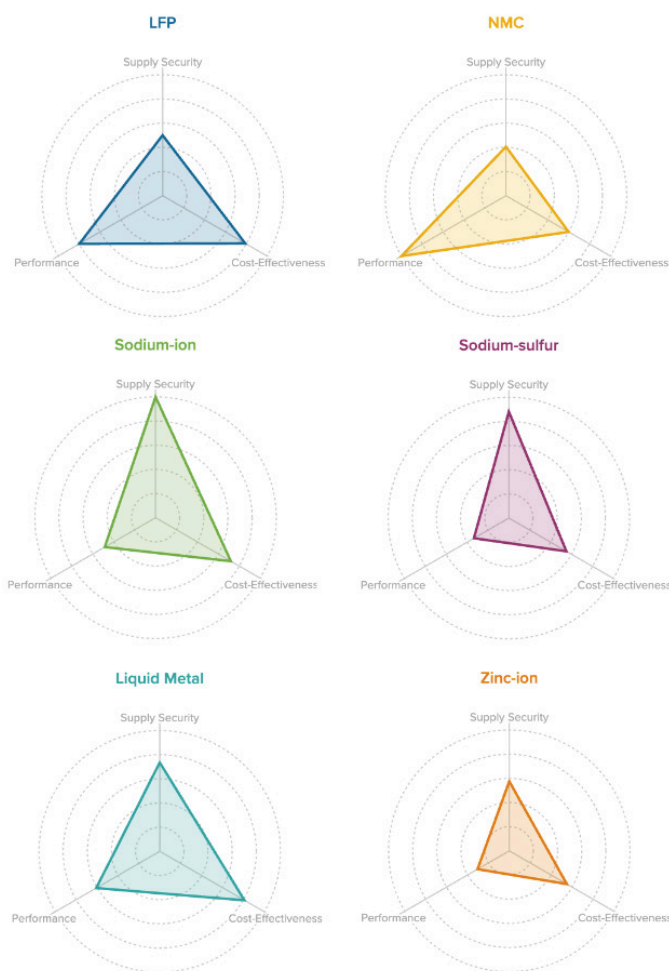 LFP
Supply Security
Performance
Cost-Effectiveness
NMC
Supply Security
Performance
Cost-Effectiveness
Sodium-ion
Supply Security
Performance
Cost-Effectiveness
Sodium-sulfur
Supply Security
Performance
Cost-Effectiveness
Liquid Metal
Supply Security
Performance
Cost-Effectiveness
Zinc-ion
Supply Security
Performance
Cost-Effectiveness